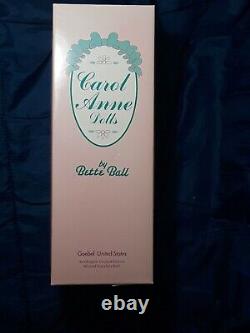 Carol
Anne
Dolls
by
Bette Ball
Goebel United States